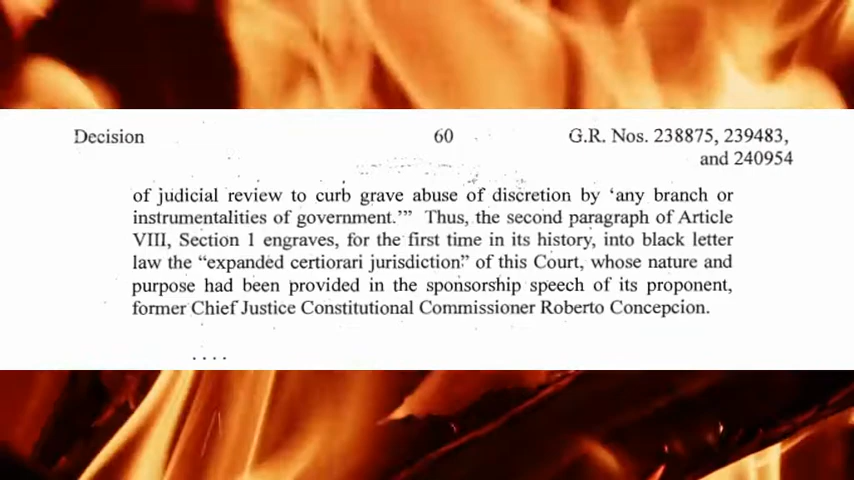 Decision 60 G.R. Nos. 238875, 239483,
and 240954
of judicial review to curb grave abuse of discretion by ‘any branch or
instrumentalities of government.’” Thus, the second paragraph of Article
VIII, Section 1 engraves, for the first time in its history, into black letter
law the “expanded certiorari jurisdiction” of this Court, whose nature and
purpose had been provided in the sponsorship speech of its proponent,
former Chief Justice Constitutional Commissioner Roberto Concepcion.
. . . .